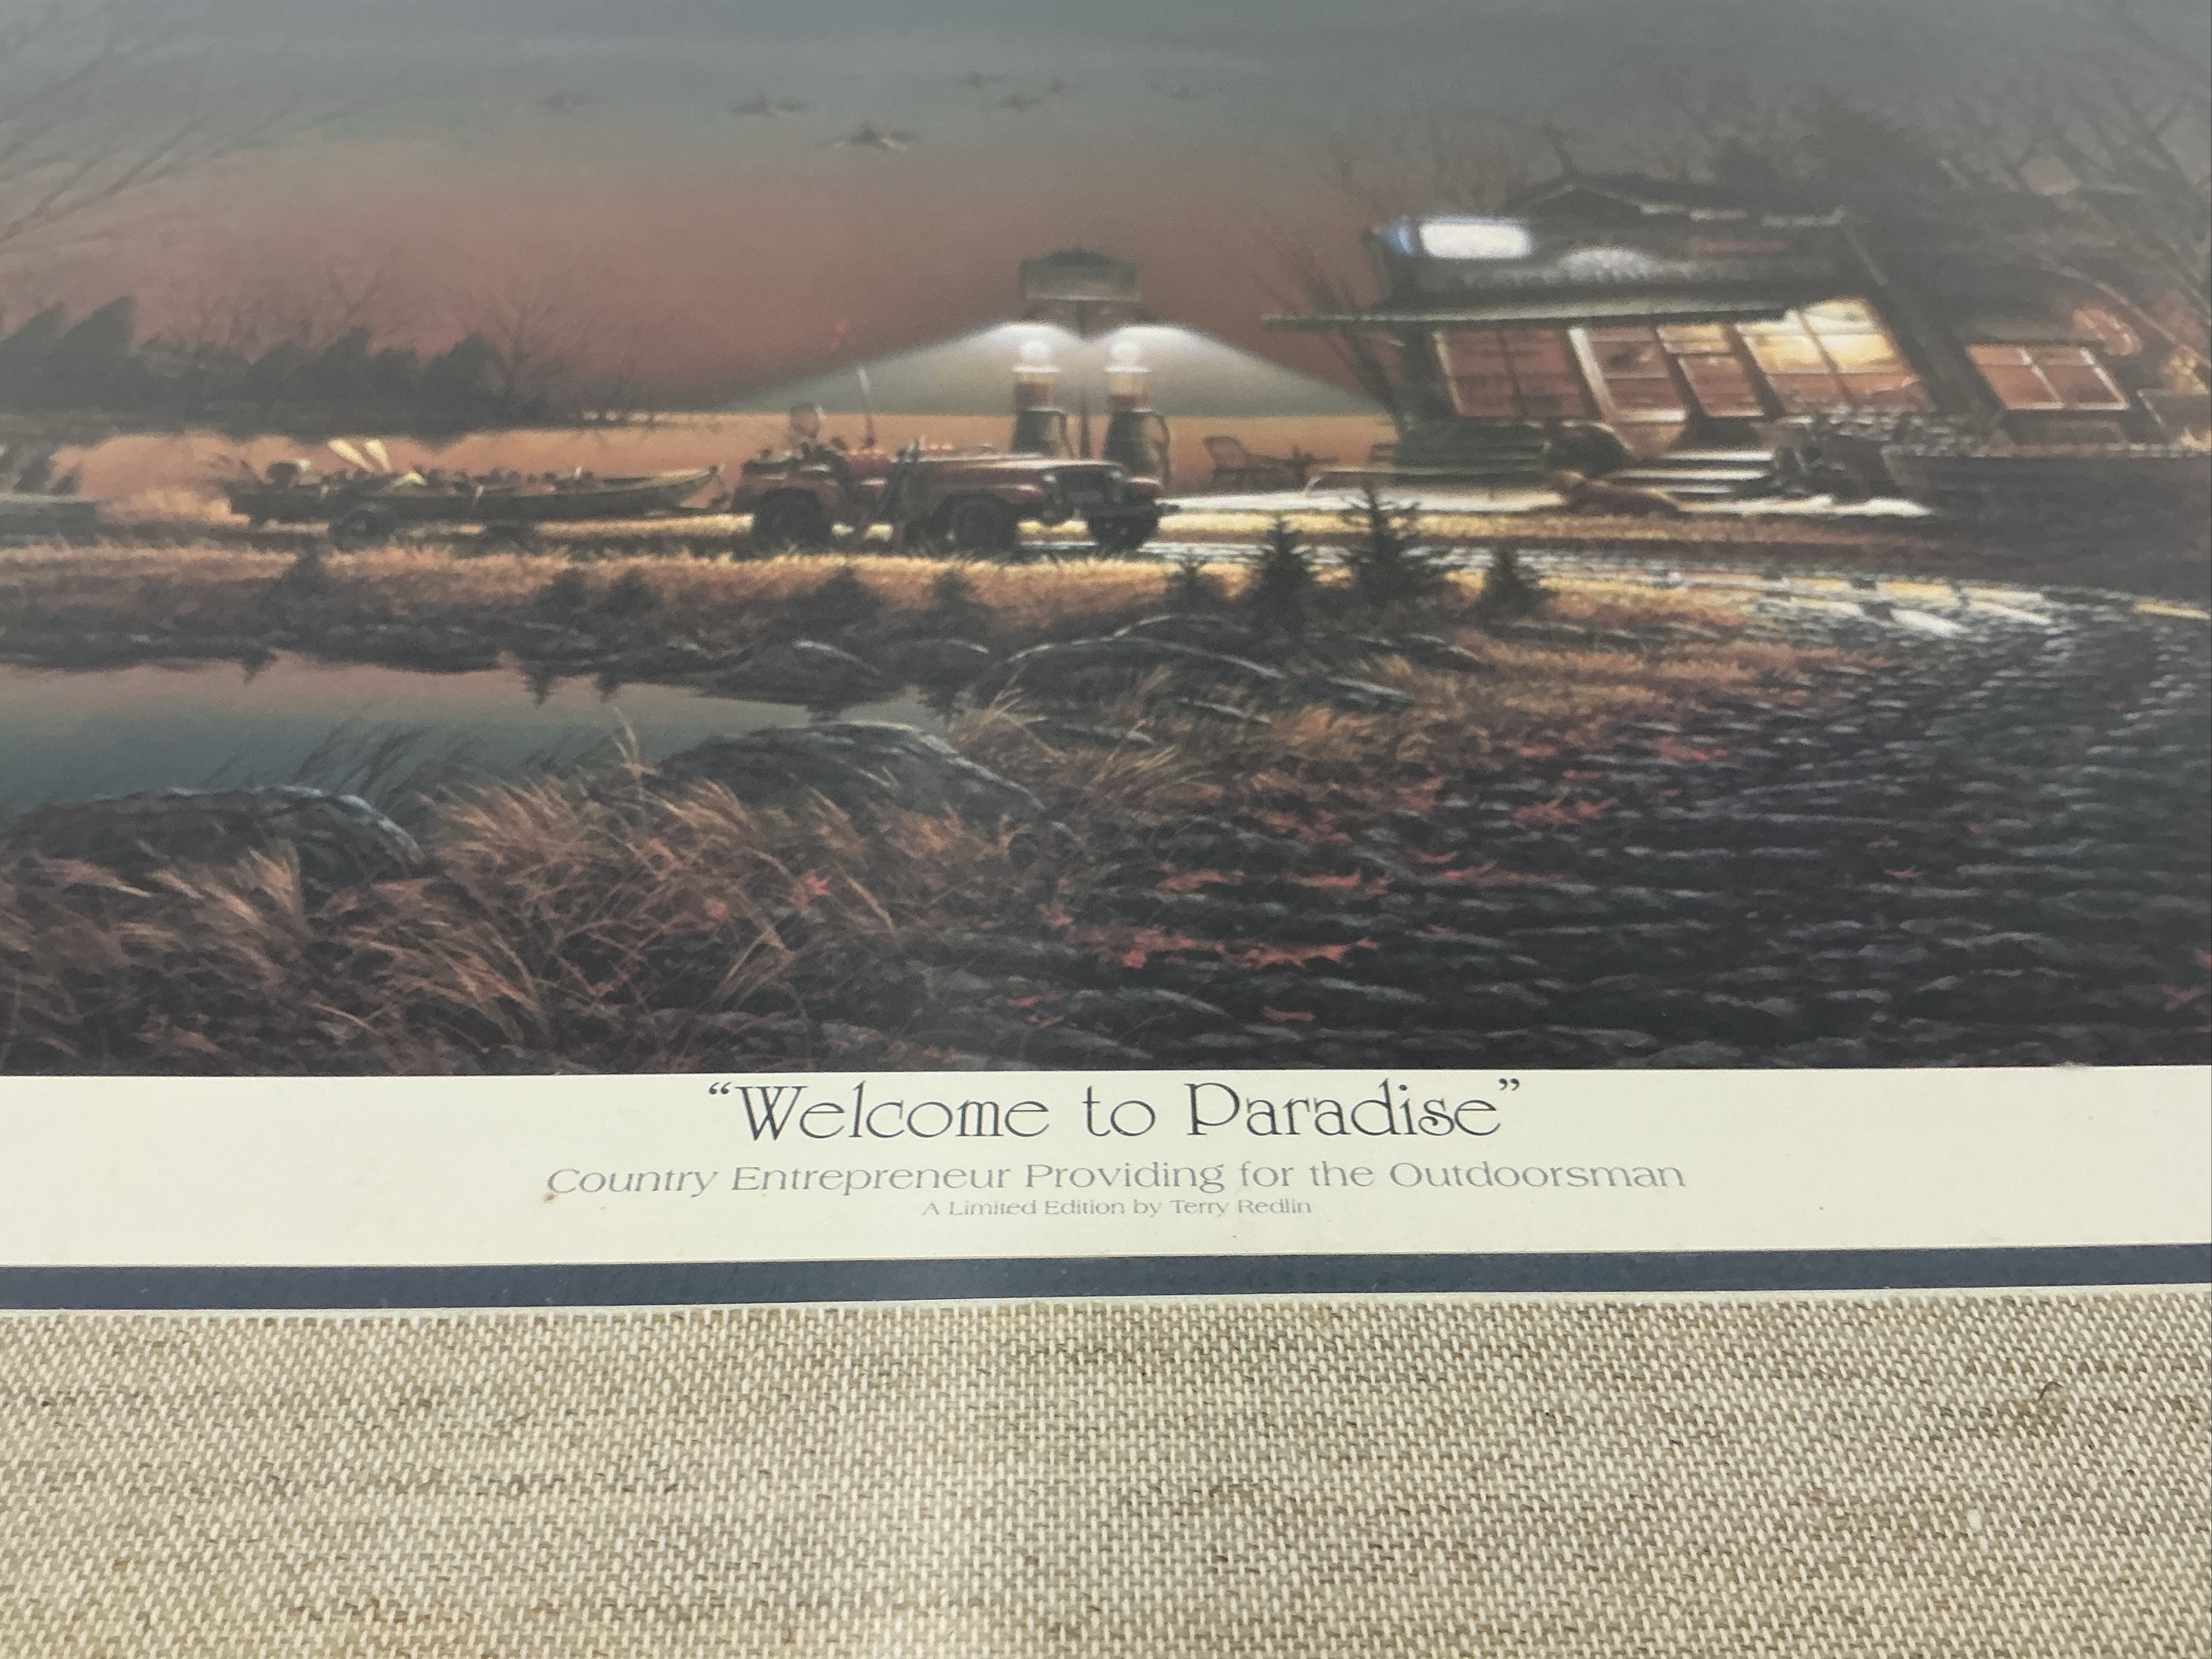 “Welcome to Paradise”
Country Entrepreneur Providing for the Outdoorsman
A Limited Edition by Terry Redlin